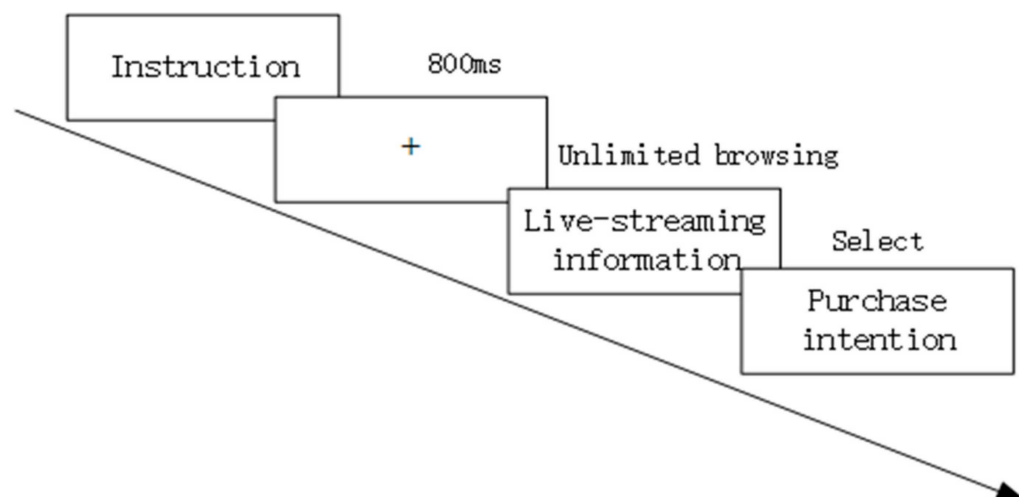 Instruction
800ms
+
Unlimited browsing
Live-streaming
information
Select
Purchase
intention